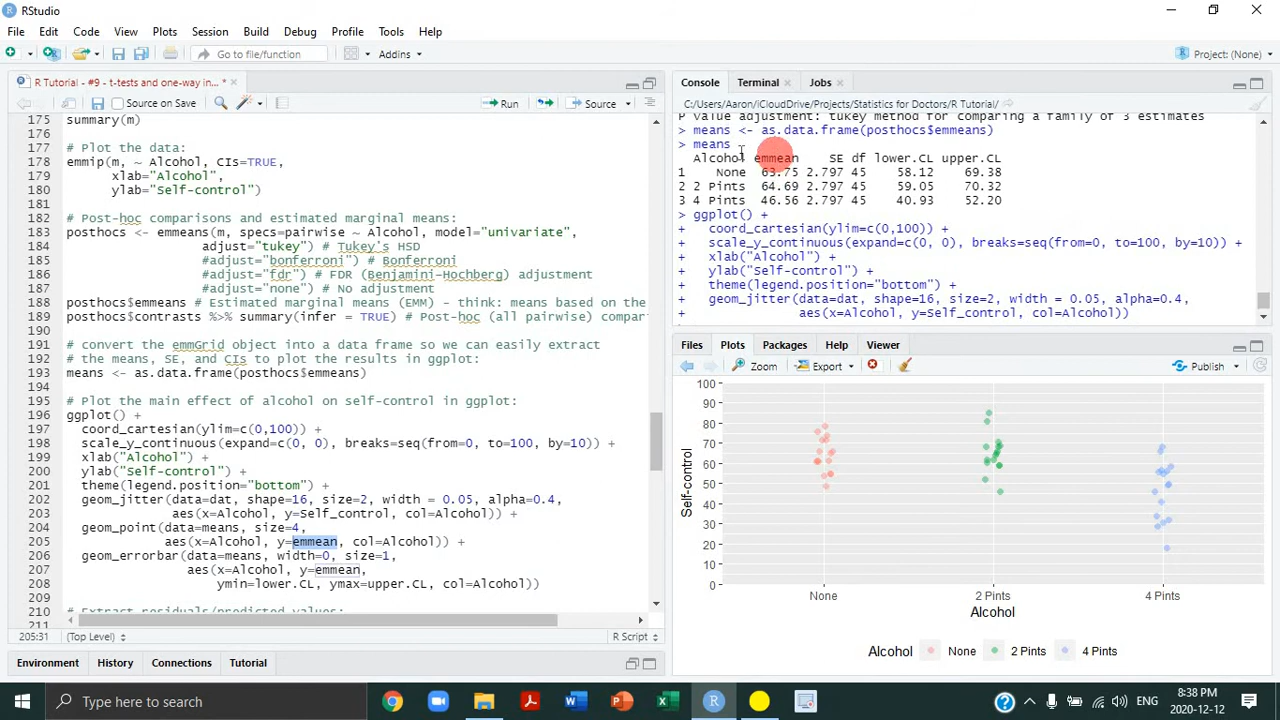 RStudio
File Edit Code View Plots Session Build Debug Profile Tools Help
Go to file/function
Addins
Project: (None)
R Tutorial - #9 - t-tests and one-way in... *
Source on Save
Run
Source
175 summary(m)
176
177 # Plot the data:
178 emmip(m, ~ Alcohol, CIs=TRUE,
179 xlab="Alcohol",
180 ylab="Self-control")
181
182 # Post-hoc comparisons and estimated marginal means:
183 posthocs <- emmeans(m, specs=pairwise ~ Alcohol, model="univariate",
184 adjust="tukey") # Tukey's HSD
185 #adjust="bonferroni") # Bonferroni
186 #adjust="fdr") # FDR (Benjamini-Hochberg) adjustment
187 #adjust="none") # No adjustment
188 posthocs$emmeans # Estimated marginal means (EMM) - think: means based on the
189 posthocs$contrasts %>% summary(infer = TRUE) # Post-hoc (all pairwise) compar
190
191 # convert the emmGrid object into a data frame so we can easily extract
192 # the means, SE, and CIs to plot the results in ggplot:
193 means <- as.data.frame(posthocs$emmeans)
194
195 # Plot the main effect of alcohol on self-control in ggplot:
196 ggplot() +
197 coord_cartesian(ylim=c(0,100)) +
198 scale_y_continuous(expand=c(0, 0), breaks=seq(from=0, to=100, by=10)) +
199 xlab("Alcohol") +
200 ylab("Self-control") +
201 theme(legend.position="bottom") +
202 geom_jitter(data=dat, shape=16, size=2, width = 0.05, alpha=0.4,
203 aes(x=Alcohol, y=Self_control, col=Alcohol)) +
204 geom_point(data=means, size=4,
205 aes(x=Alcohol, y=emmean, col=Alcohol)) +
206 geom_errorbar(data=means, width=0, size=1,
207 aes(x=Alcohol, y=emmean,
208 ymin=lower.CL, ymax=upper.CL, col=Alcohol))
209
210 # Extract residuals/predicted values:
211
205:31 (Top Level) R Script
Environment History Connections Tutorial
Console Terminal Jobs
C:/Users/Aaron/iCloudDrive/Projects/Statistics for Doctors/R Tutorial/
P value adjustment: tukey method for comparing a family of 3 estimates
> means <- as.data.frame(posthocs$emmeans)
> means
Alcohol emmean SE df lower.CL upper.CL
1 None 63.75 2.797 45 58.12 69.38
2 2 Pints 64.69 2.797 45 59.05 70.32
3 4 Pints 46.56 2.797 45 40.93 52.20
> ggplot() +
+ coord_cartesian(ylim=c(0,100)) +
+ scale_y_continuous(expand=c(0, 0), breaks=seq(from=0, to=100, by=10)) +
+ xlab("Alcohol") +
+ ylab("Self-control") +
+ theme(legend.position="bottom") +
+ geom_jitter(data=dat, shape=16, size=2, width = 0.05, alpha=0.4,
+ aes(x=Alcohol, y=Self_control, col=Alcohol))
Files Plots Packages Help Viewer
Zoom Export Publish
100
90
80
70
60
50
40
30
20
10
0
Self-control
None 2 Pints 4 Pints
Alcohol
Alcohol None 2 Pints 4 Pints
Type here to search
ENG
8:38 PM
2020-12-12